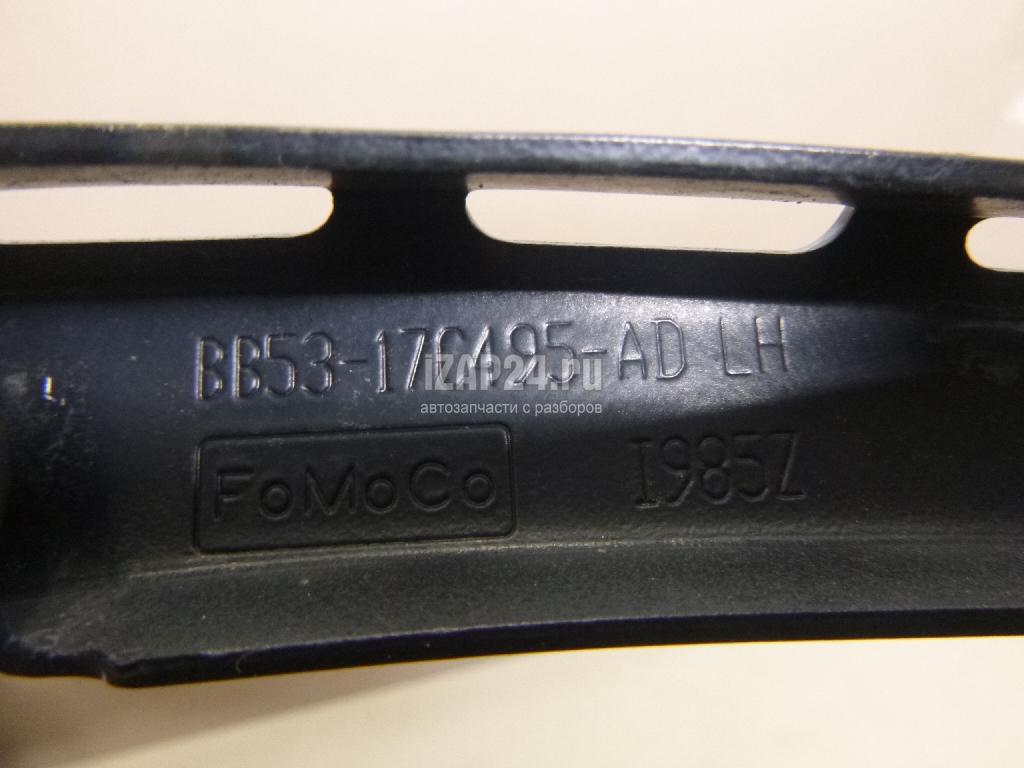 BB53-17C495-AD LH
iZAP24.ru
автозапчасти с разборов
FoMoCo
I985Z